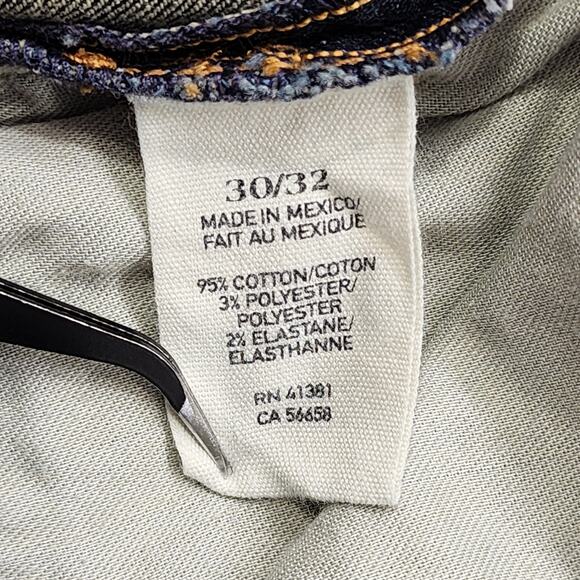 30/32
MADE IN MEXICO/
FAIT AU MEXIQUE
95% COTTON/COTON
3% POLYESTER/
POLYESTER
2% ELASTANE/
ELASTHANNE
RN 41381
CA 56658